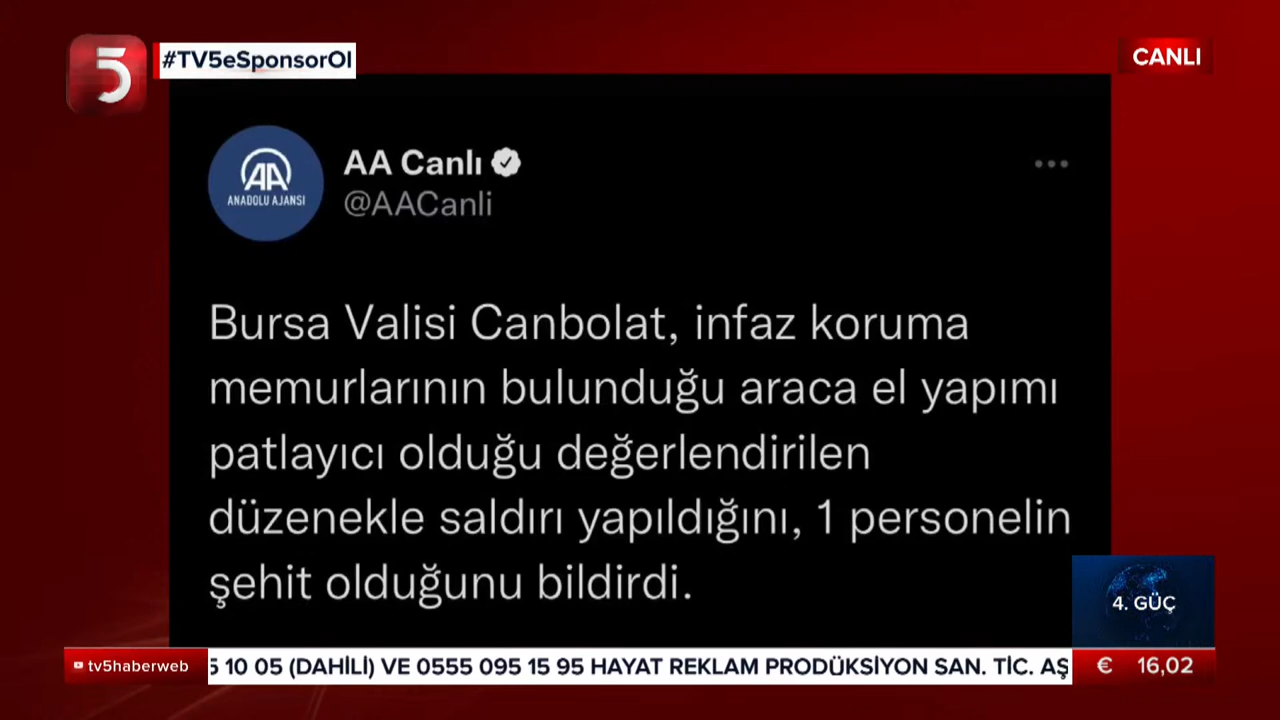 5
#TV5eSponsorOl
CANLI
AA
ANADOLU AJANSI
AA Canlı
@AACanli
Bursa Valisi Canbolat, infaz koruma
memurlarının bulunduğu araca el yapımı
patlayıcı olduğu değerlendirilen
düzenekle saldırı yapıldığını, 1 personelin
şehit olduğunu bildirdi.
4. GÜÇ
tv5haberweb
5 10 05 (DAHİLİ) VE 0555 095 15 95 HAYAT REKLAM PRODÜKSİYON SAN. TİC. AŞ
€ 16,02